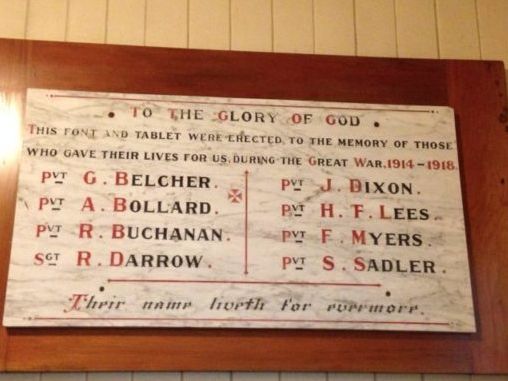 TO THE GLORY OF GOD
THIS FONT AND TABLET WERE ERECTED TO THE MEMORY OF THOSE
WHO GAVE THEIR LIVES FOR US DURING THE GREAT WAR. 1914-1918.
PVT G. BELCHER.
PVT A. BOLLARD.
PVT R. BUCHANAN.
SGT R. DARROW.
PVT J. DIXON.
PVT H. F. LEES.
PVT F. MYERS.
PVT S. SADLER.
Their name liveth for evermore.